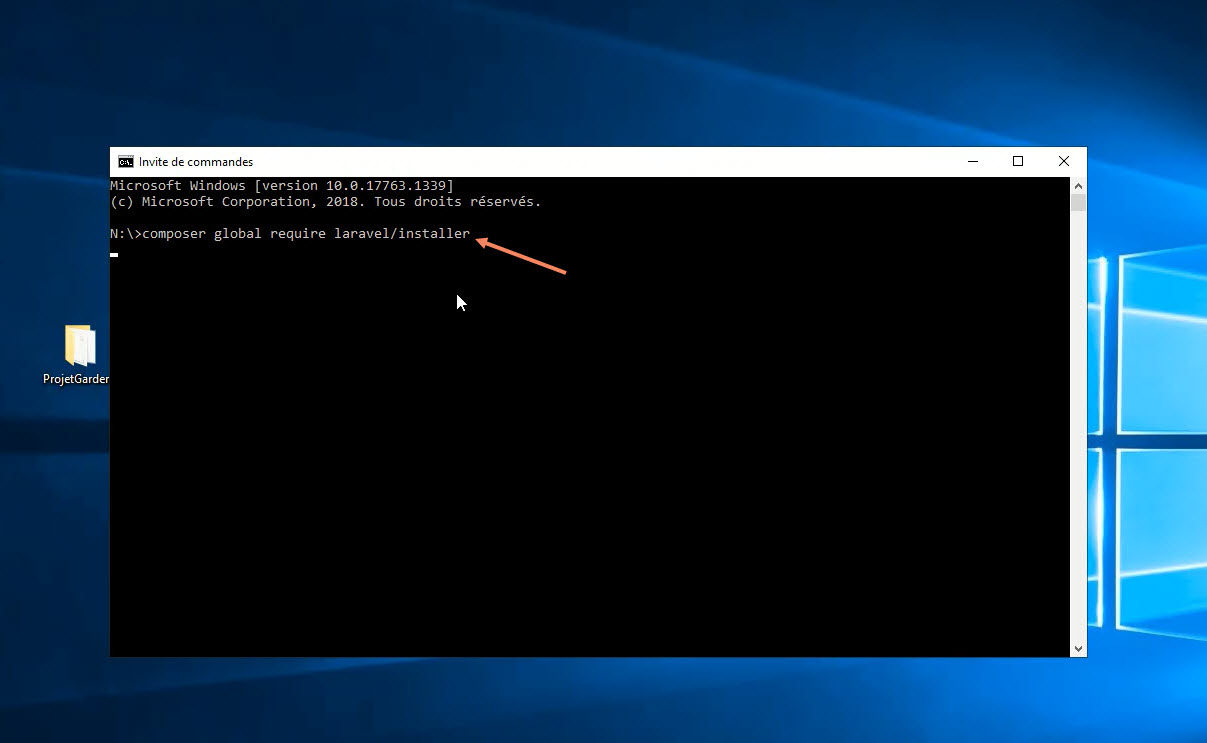 Invite de commandes
Microsoft Windows [version 10.0.17763.1339]
(c) Microsoft Corporation, 2018. Tous droits réservés.
N:\>composer global require laravel/installer
ProjetGarder